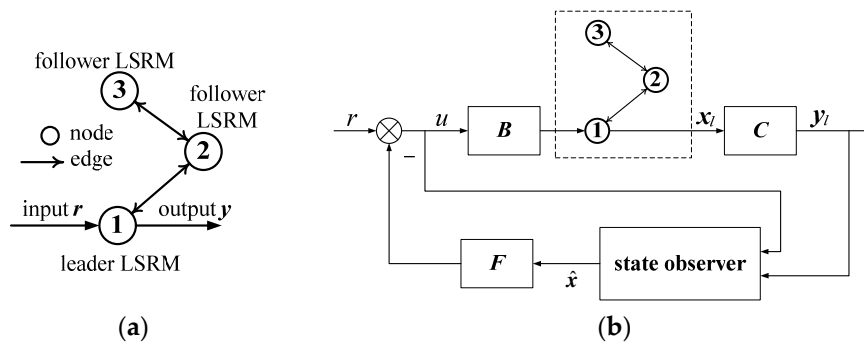 follower LSRM
3
follower
LSRM
node
edge
2
input r
output y
1
leader LSRM
(a)
3
2
1
r
u
B
x_l
C
y_l
−
F
x̂
state observer
(b)